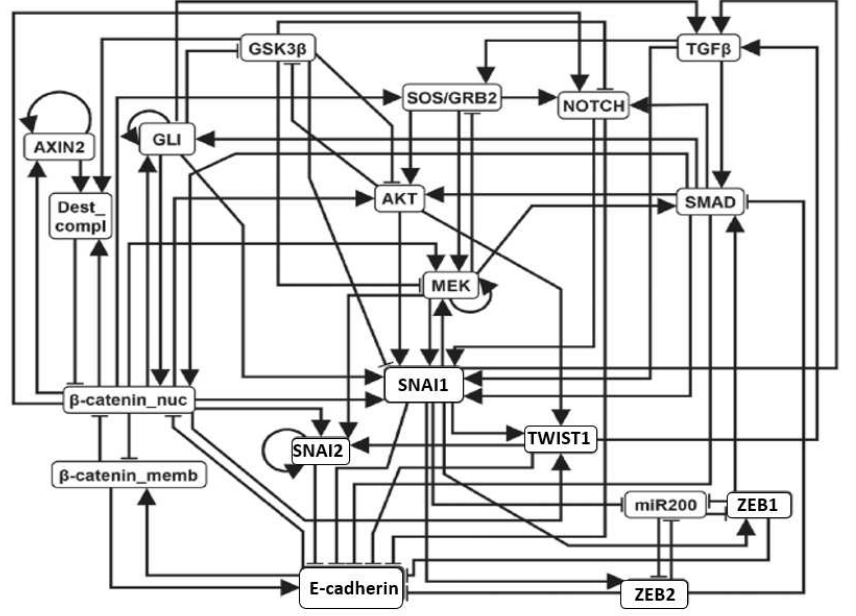 GSK3β
TGFβ
SOS/GRB2
NOTCH
AXIN2
GLI
Dest_
compl
AKT
SMAD
MEK
SNAI1
β-catenin_nuc
SNAI2
TWIST1
β-catenin_memb
miR200
ZEB1
E-cadherin
ZEB2